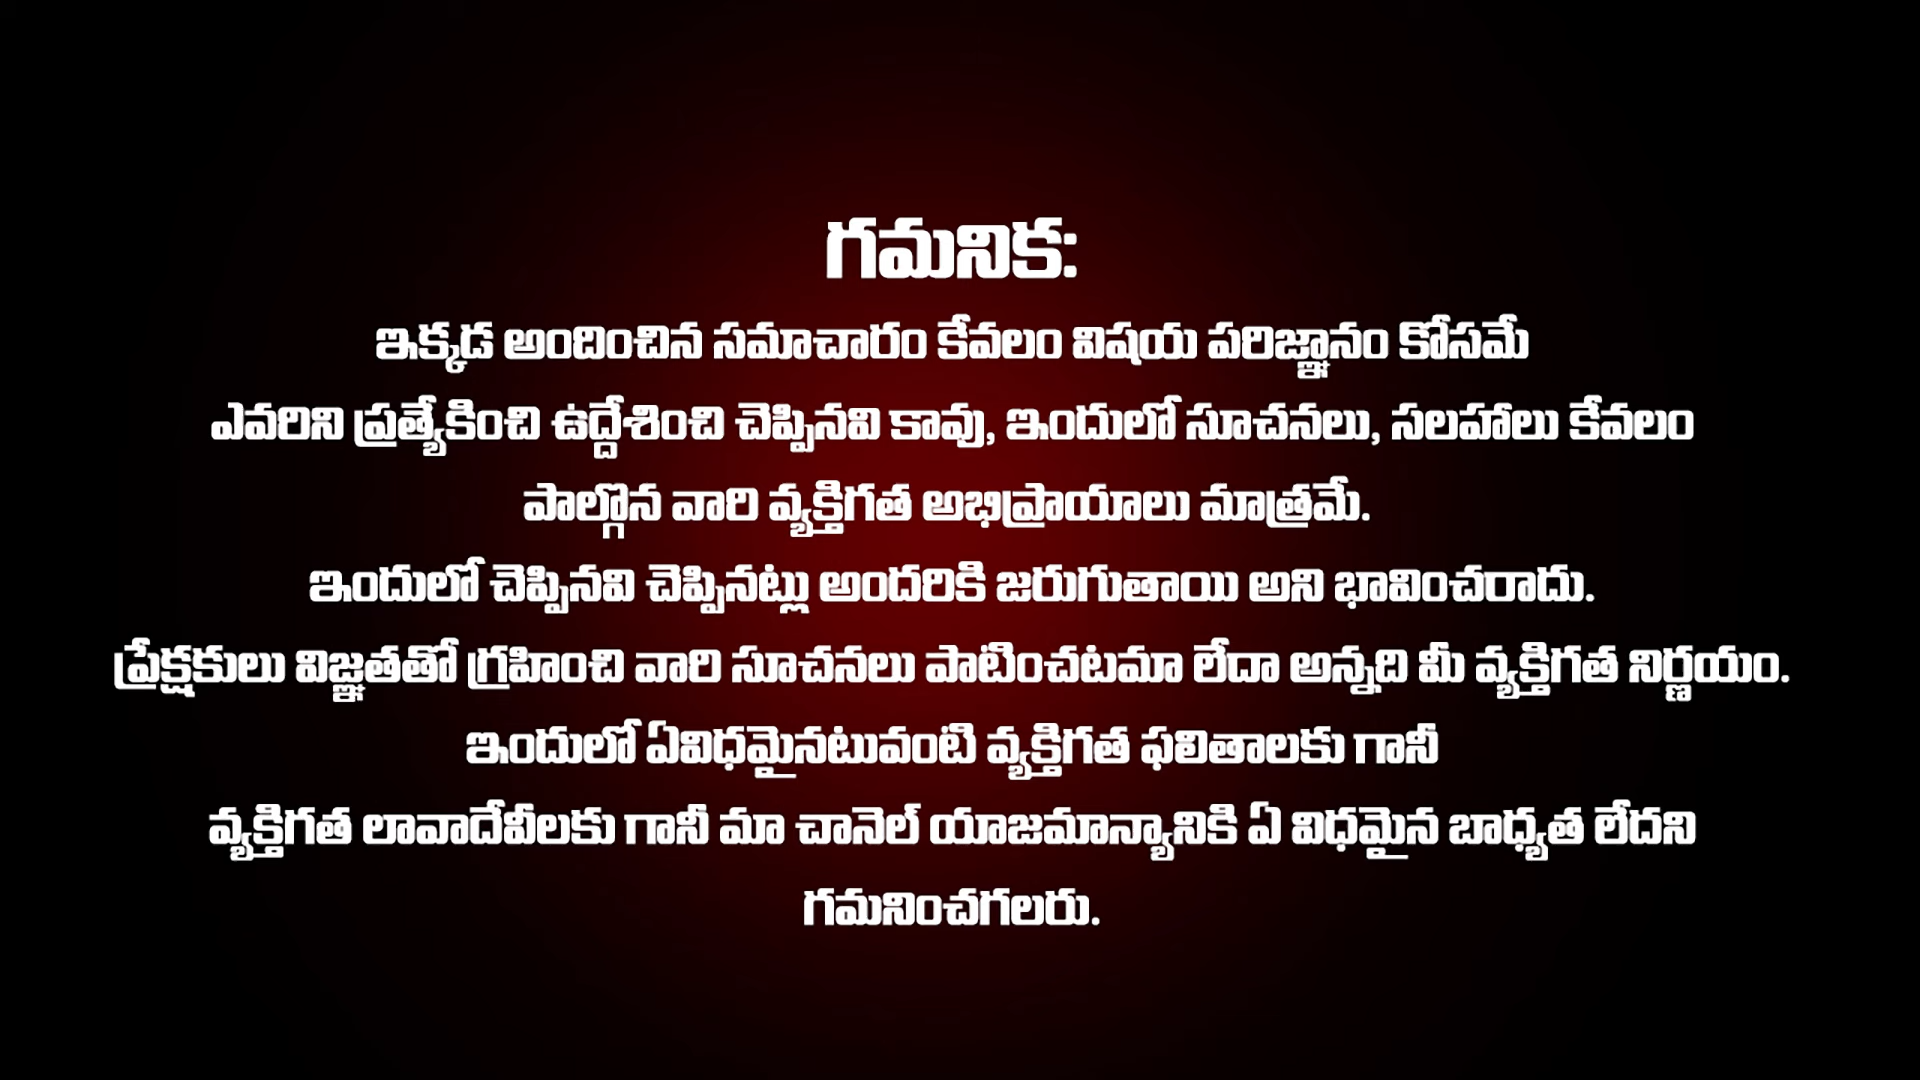 గమనిక:
ఇక్కడ అందించిన సమాచారం కేవలం విషయ పరిజ్ఞానం కోసమే
ఎవరిని ప్రత్యేకించి ఉద్దేశించి చెప్పినవి కావు, ఇందులో సూచనలు, సలహాలు కేవలం
పాల్గొన వారి వ్యక్తిగత అభిప్రాయాలు మాత్రమే.
ఇందులో చెప్పినవి చెప్పినట్లు అందరికి జరుగుతాయి అని భావించరాదు.
ప్రేక్షకులు విజ్ఞతతో గ్రహించి వారి సూచనలు పాటించటమా లేదా అన్నది మీ వ్యక్తిగత నిర్ణయం.
ఇందులో ఏవిధమైనటువంటి వ్యక్తిగత ఫలితాలకు గానీ
వ్యక్తిగత లావాదేవీలకు గానీ మా చానెల్ యాజమాన్యానికి ఏ విధమైన బాధ్యత లేదని
గమనించగలరు.